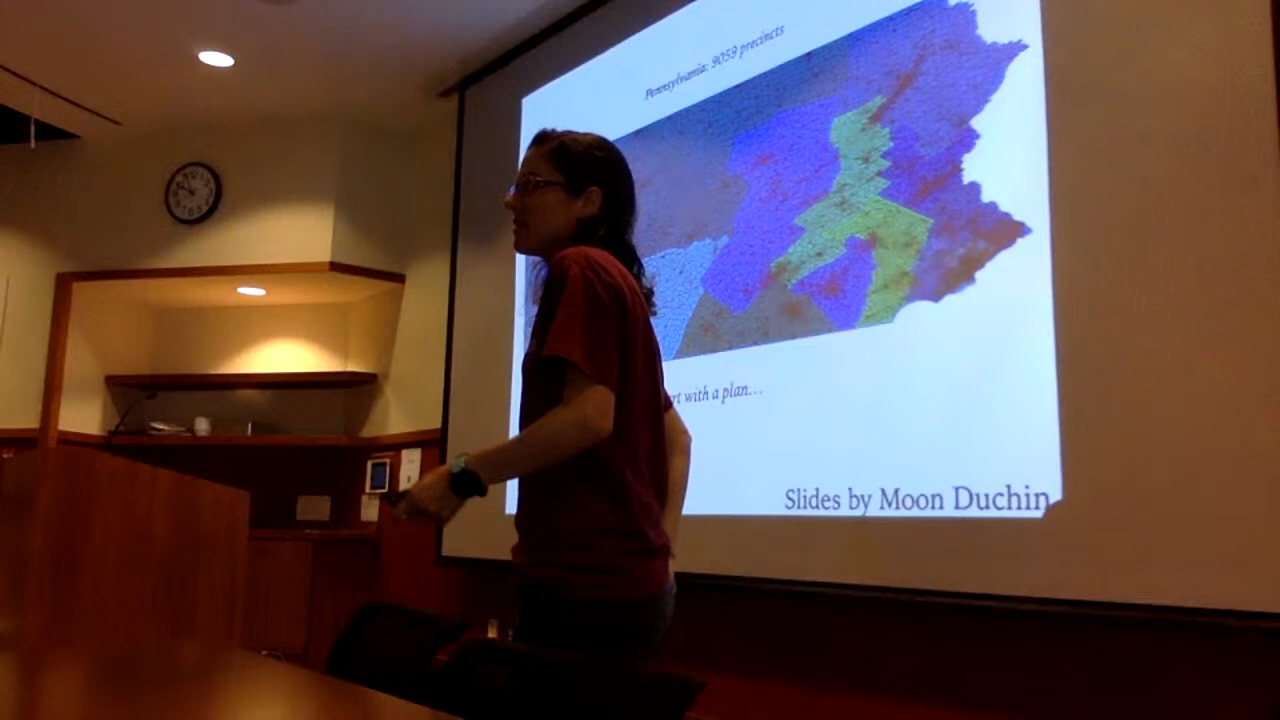 Pennsylvania: 9059 precincts
rt with a plan...
Slides by Moon Duchin